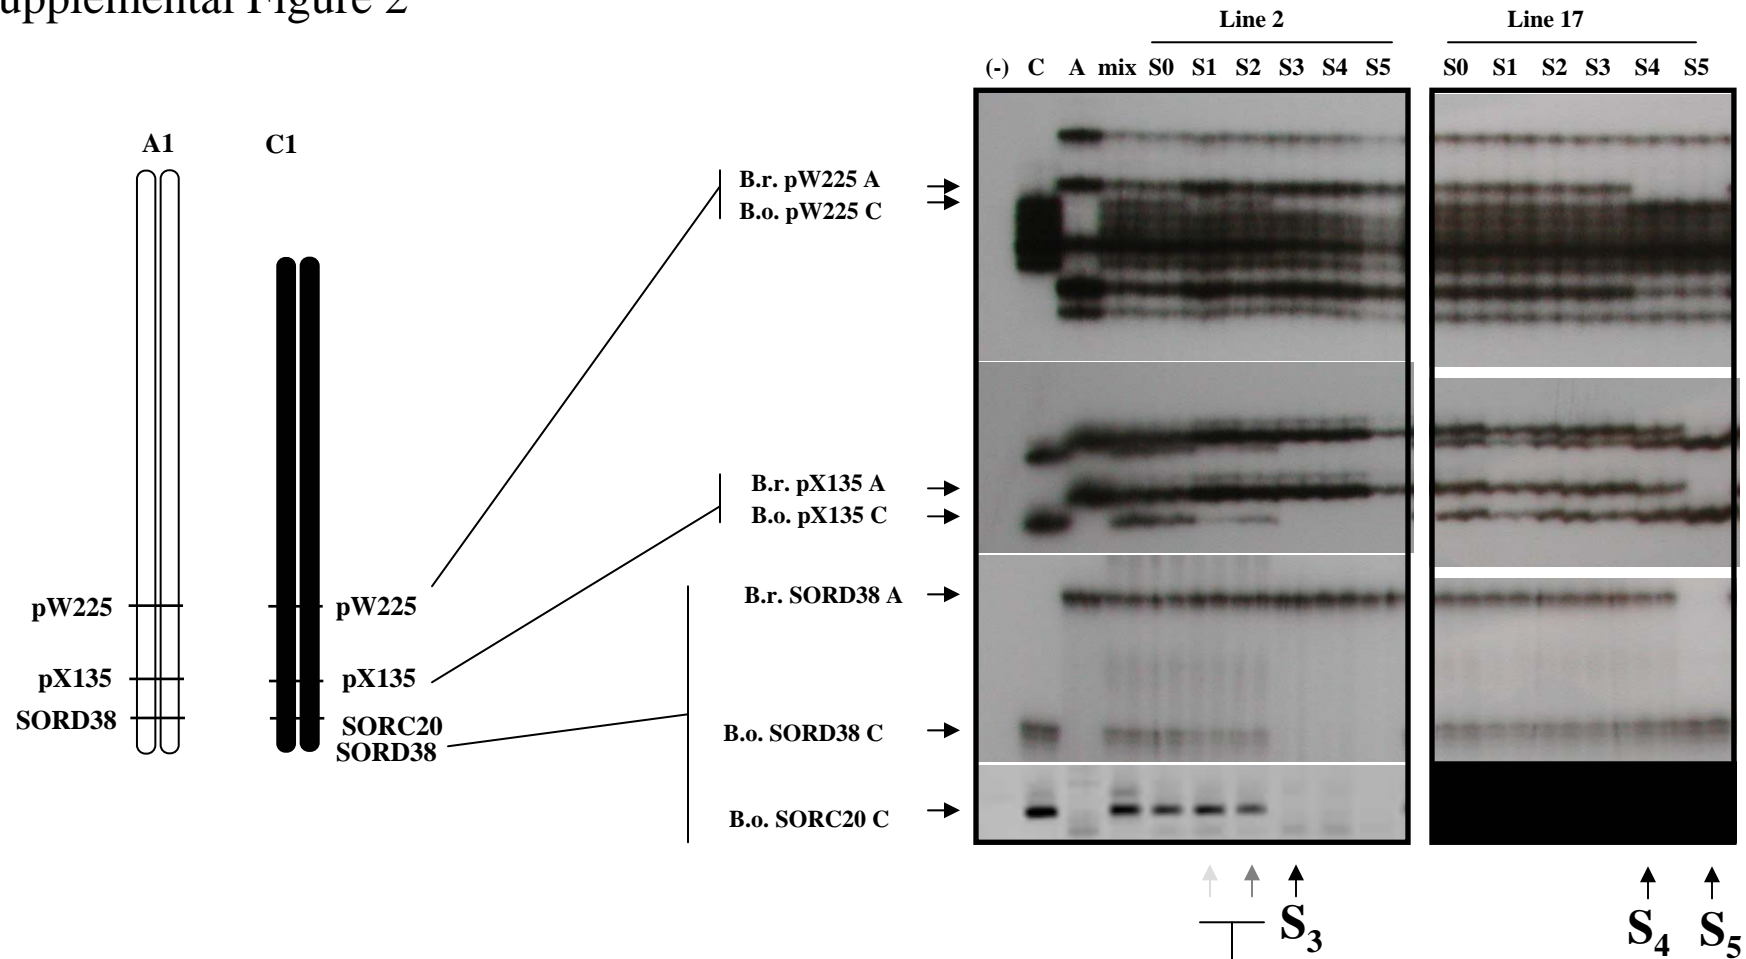 upplemental Figure 2
Line 2
Line 17
(-) C A mix S0 S1 S2 S3 S4 S5
S0 S1 S2 S3 S4 S5
A1
C1
B.r. pW225 A
B.o. pW225 C
B.r. pX135 A
B.o. pX135 C
pW225
pW225
B.r. SORD38 A
pX135
pX135
SORD38
SORC20
SORD38
B.o. SORD38 C
B.o. SORC20 C
S3
S4
S5